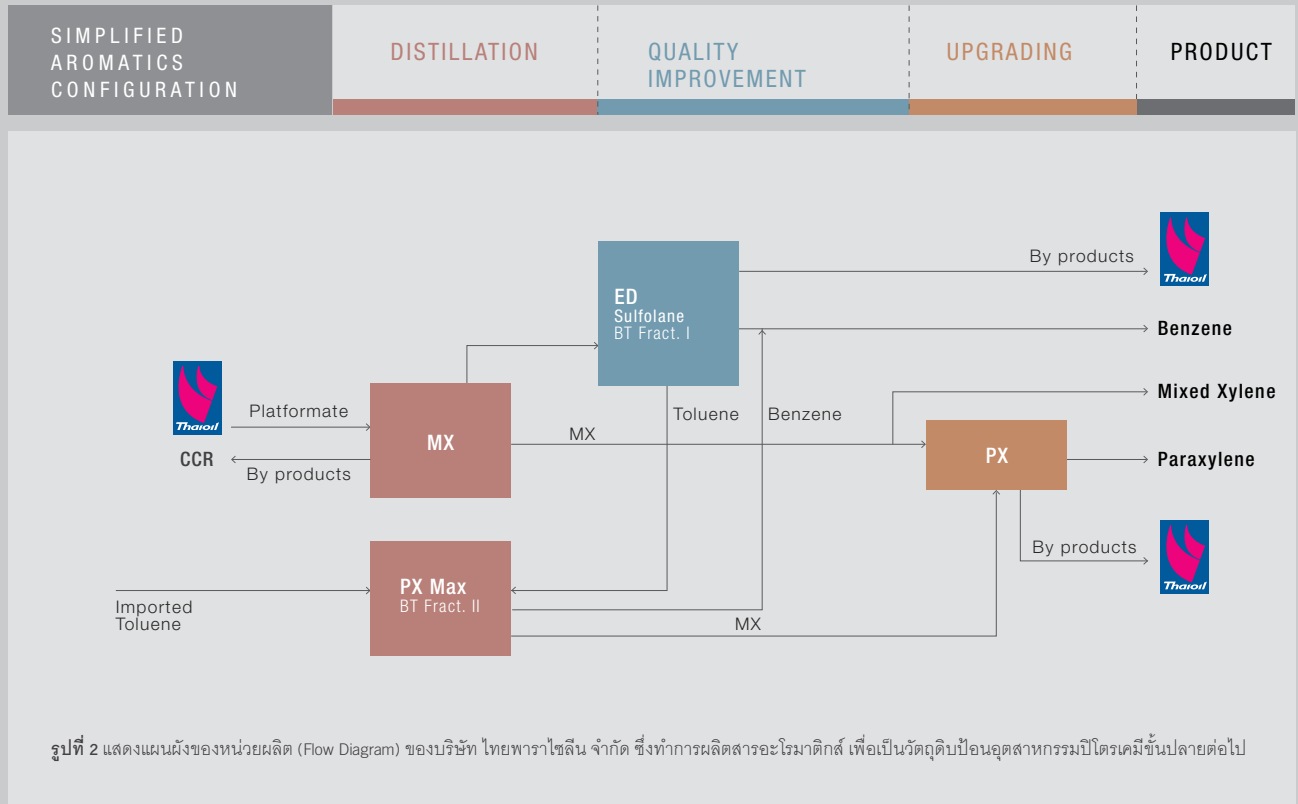 SIMPLIFIED
AROMATICS
CONFIGURATION
DISTILLATION
QUALITY
IMPROVEMENT
UPGRADING
PRODUCT
By products
Thaioil
ED
Sulfolane
BT Fract. I
Benzene
Thaioil
Platformate
CCR
By products
MX
Toluene
Benzene
MX
Mixed Xylene
PX
Paraxylene
By products
Thaioil
Imported
Toluene
PX Max
BT Fract. II
MX
รูปที่ 2 แสดงแผนผังของหน่วยผลิต (Flow Diagram) ของบริษัท ไทยพาราไซลีน จำกัด ซึ่งทำการผลิตสารอะโรมาติกส์ เพื่อเป็นวัตถุดิบป้อนอุตสาหกรรมปิโตรเคมีขั้นปลายต่อไป